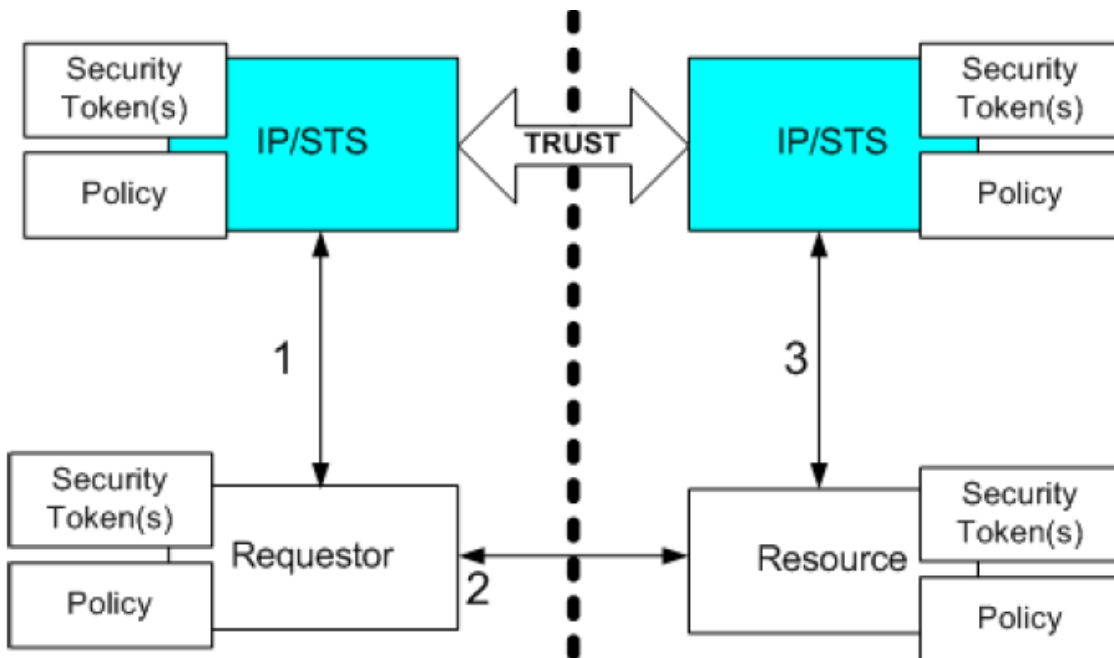 Security
Token(s)
Policy
IP/STS
TRUST
IP/STS
Security
Token(s)
Policy
1
3
Security
Token(s)
Policy
Requestor
2
Resource
Security
Token(s)
Policy